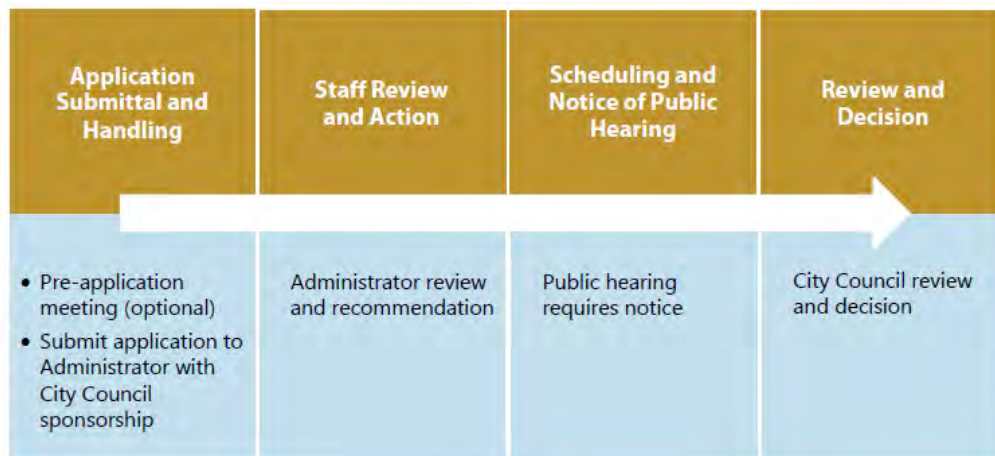 Application
Submittal and
Handling
Staff Review
and Action
Scheduling and
Notice of Public
Hearing
Review and
Decision
• Pre-application
meeting (optional)
• Submit application to
Administrator with
City Council
sponsorship
Administrator review
and recommendation
Public hearing
requires notice
City Council review
and decision